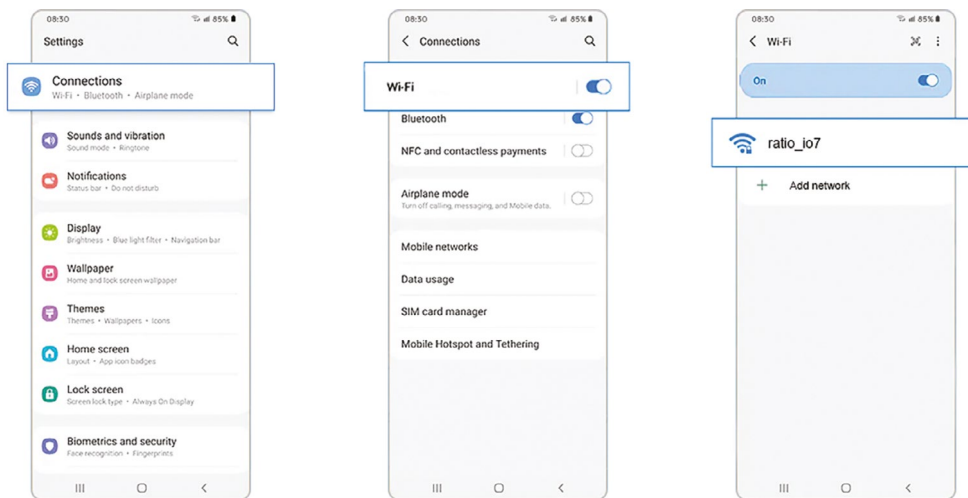 08:30
85%
Settings
Connections
Wi-Fi • Bluetooth • Airplane mode
Sounds and vibration
Sound mode • Ringtone
Notifications
Status bar • Do not disturb
Display
Brightness • Blue light filter • Navigation bar
Wallpaper
Home and lock screen wallpaper
Themes
Themes • Wallpapers • Icons
Home screen
Layout • App icon badges
Lock screen
Screen lock type • Always On Display
Biometrics and security
Face recognition • Fingerprints
08:30
85%
Connections
Wi-Fi
Bluetooth
NFC and contactless payments
Airplane mode
Turn off calling, messaging, and Mobile data.
Mobile networks
Data usage
SIM card manager
Mobile Hotspot and Tethering
08:30
85%
Wi-Fi
On
ratio_io7
Add network